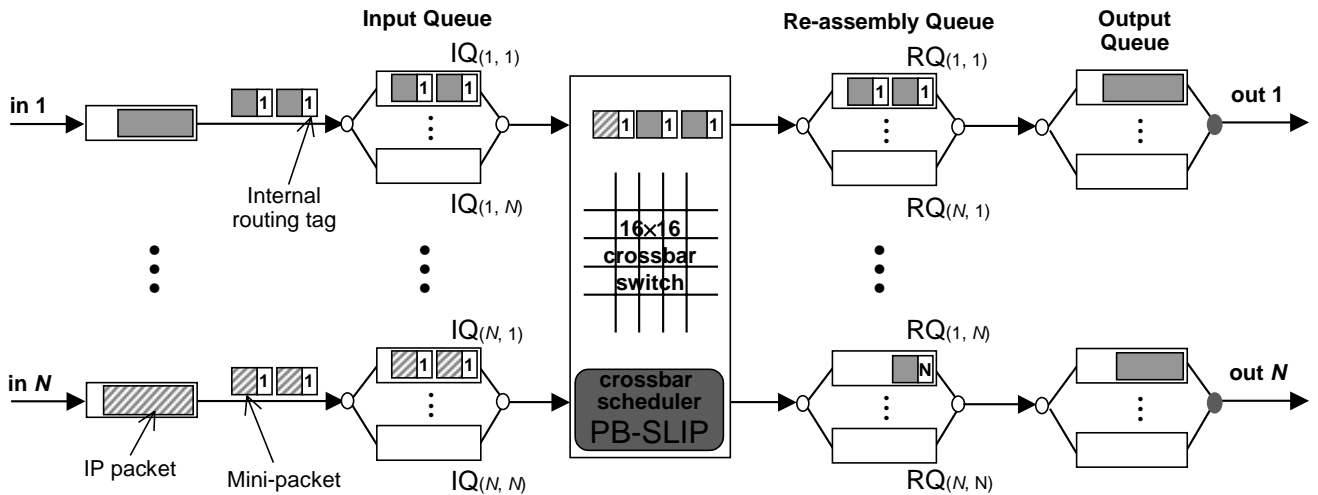 Input Queue
Re-assembly Queue
Output
Queue
IQ(1, 1)
RQ(1, 1)
in 1
1 1
1 1
1 1 1
1 1
out 1
Internal
routing tag
IQ(1, N)
RQ(N, 1)
16×16
crossbar
switch
IQ(N, 1)
RQ(1, N)
in N
1 1
1 1
N
out N
crossbar
scheduler
PB-SLIP
IP packet
Mini-packet
IQ(N, N)
RQ(N, N)